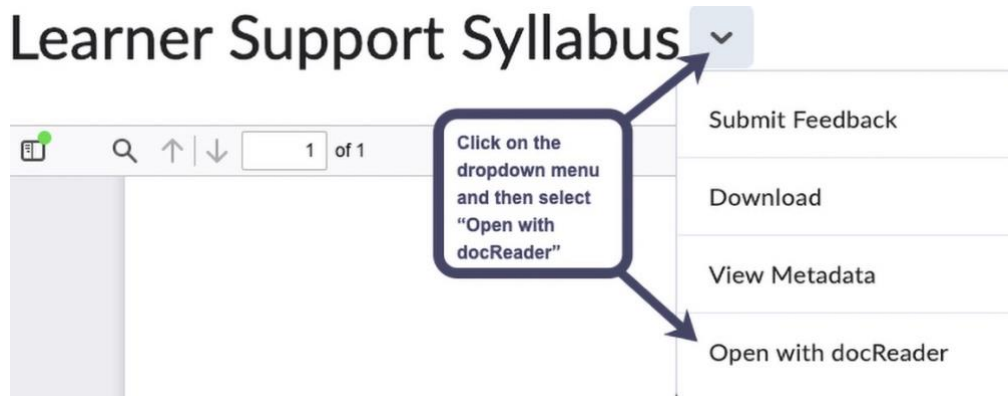 Learner Support Syllabus
1 of 1
Click on the
dropdown menu
and then select
“Open with
docReader”
Submit Feedback
Download
View Metadata
Open with docReader